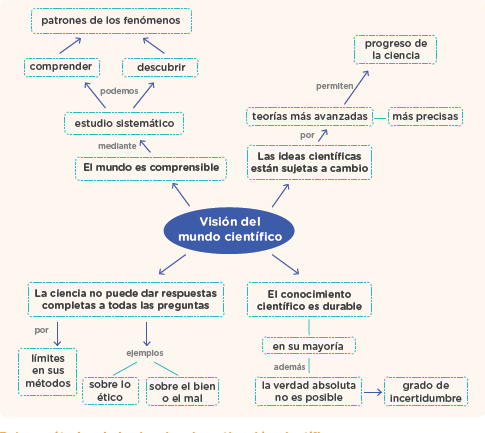 patrones de los fenómenos
comprender
descubrir
podemos
estudio sistemático
mediante
El mundo es comprensible
progreso de
la ciencia
permiten
teorías más avanzadas
más precisas
por
Las ideas científicas
están sujetas a cambio
Visión del
mundo científico
La ciencia no puede dar respuestas
completas a todas las preguntas
por
límites
en sus
métodos
ejemplos
sobre lo
ético
sobre el bien
o el mal
El conocimiento
científico es durable
en su mayoría
además
la verdad absoluta
no es posible
grado de
incertidumbre